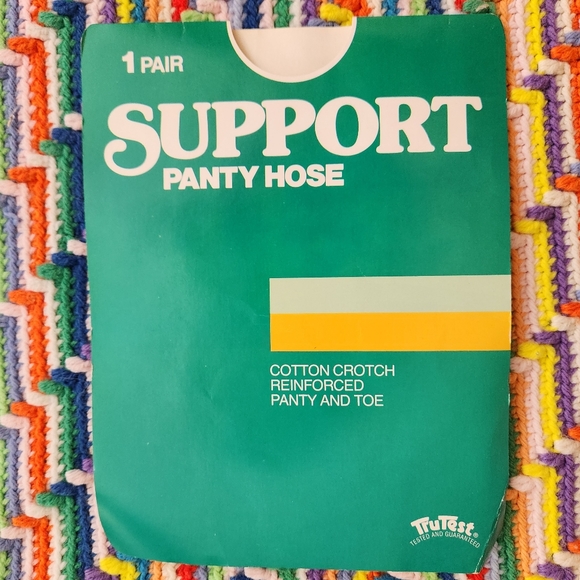 1 PAIR
SUPPORT
PANTY HOSE
COTTON CROTCH
REINFORCED
PANTY AND TOE
TruTest®
TESTED AND GUARANTEED